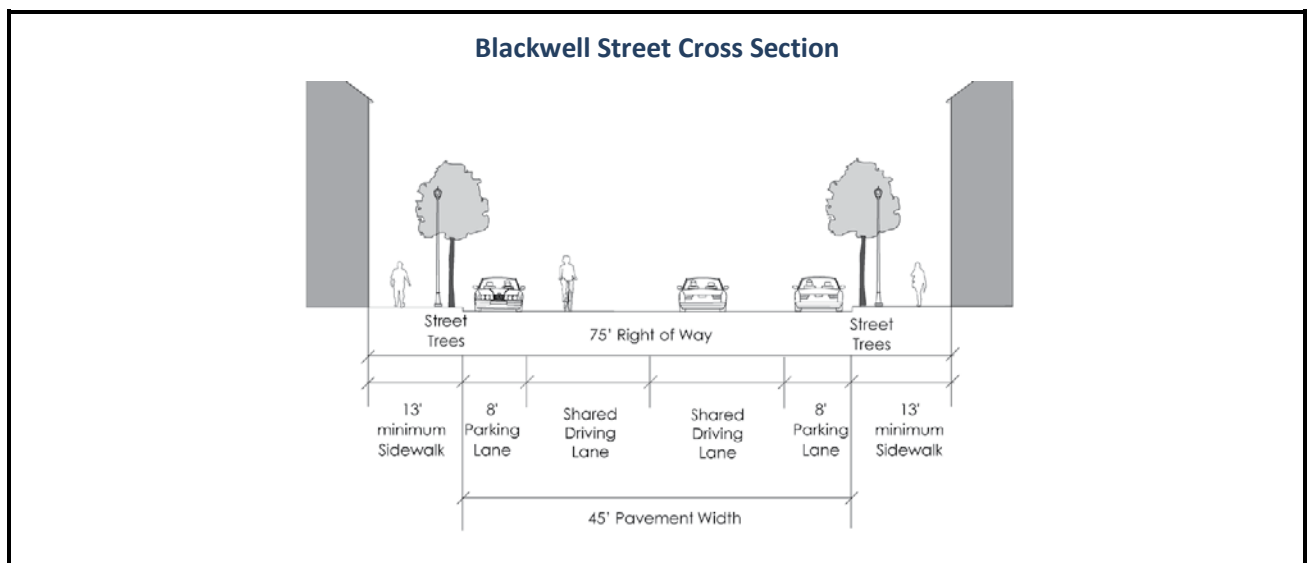 Blackwell Street Cross Section
Street
Trees
75' Right of Way
Street
Trees
13'
minimum
Sidewalk
8'
Parking
Lane
Shared
Driving
Lane
Shared
Driving
Lane
8'
Parking
Lane
13'
minimum
Sidewalk
45' Pavement Width